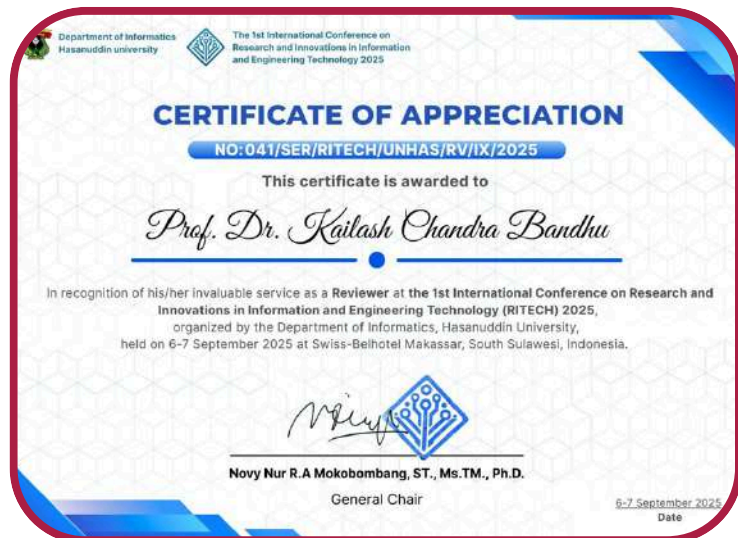 Department of Informatics
Hasanuddin university
The 1st International Conference on
Research and Innovations in Information
and Engineering Technology 2025
CERTIFICATE OF APPRECIATION
NO:041/SER/RITECH/UNHAS/RV/IX/2025
This certificate is awarded to
Prof. Dr. Kailash Chandra Bandhu
In recognition of his/her invaluable service as a Reviewer at the 1st International Conference on Research and
Innovations in Information and Engineering Technology (RITECH) 2025,
organized by the Department of Informatics, Hasanuddin University,
held on 6-7 September 2025 at Swiss-Belhotel Makassar, South Sulawesi, Indonesia.
Novy Nur R.A Mokobombang, ST., Ms.TM., Ph.D.
General Chair
6-7 September 2025
Date